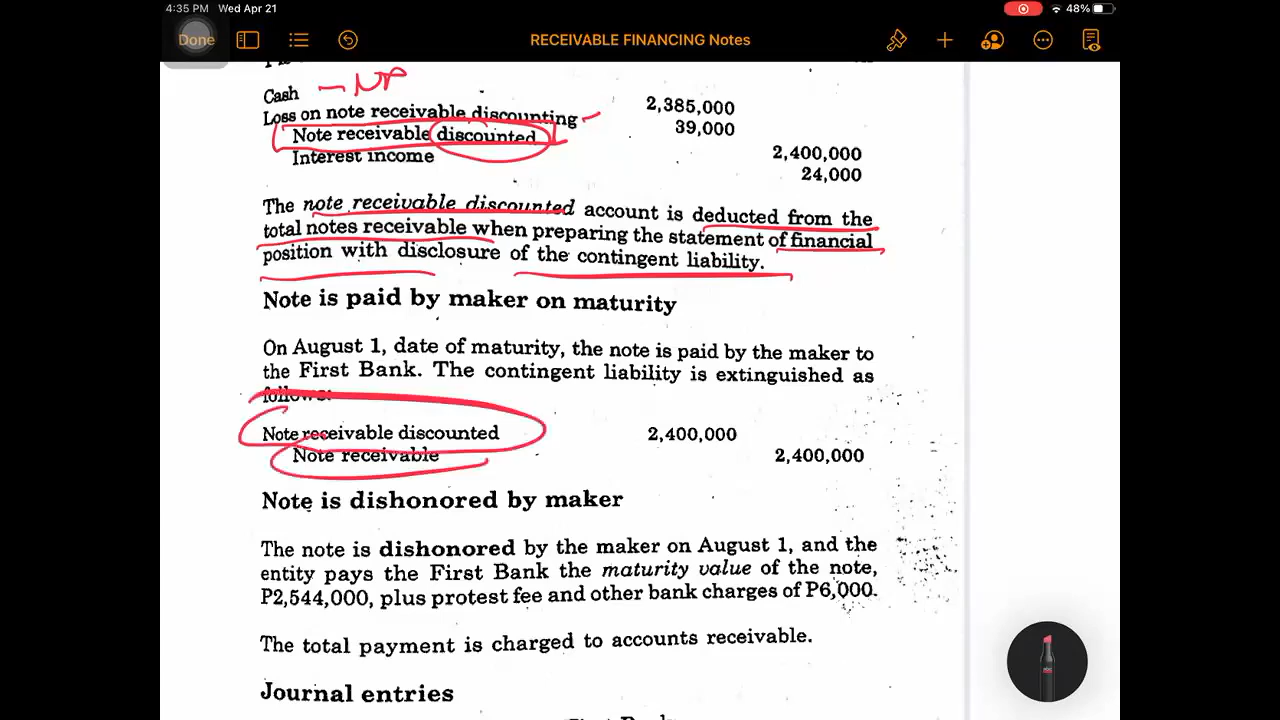 4:35 PM Wed Apr 21
48%
Done
RECEIVABLE FINANCING Notes
Cash — NP
2,385,000
Loss on note receivable discounting
39,000
Note receivable discounted
2,400,000
Interest income
24,000
The note receivable discounted account is deducted from the
total notes receivable when preparing the statement of financial
position with disclosure of the contingent liability.
Note is paid by maker on maturity
On August 1, date of maturity, the note is paid by the maker to
the First Bank. The contingent liability is extinguished as
follows:
Note receivable discounted 2,400,000
Note receivable 2,400,000
Note is dishonored by maker
The note is dishonored by the maker on August 1, and the
entity pays the First Bank the maturity value of the note,
P2,544,000, plus protest fee and other bank charges of P6,000.
The total payment is charged to accounts receivable.
Journal entries
First Bank